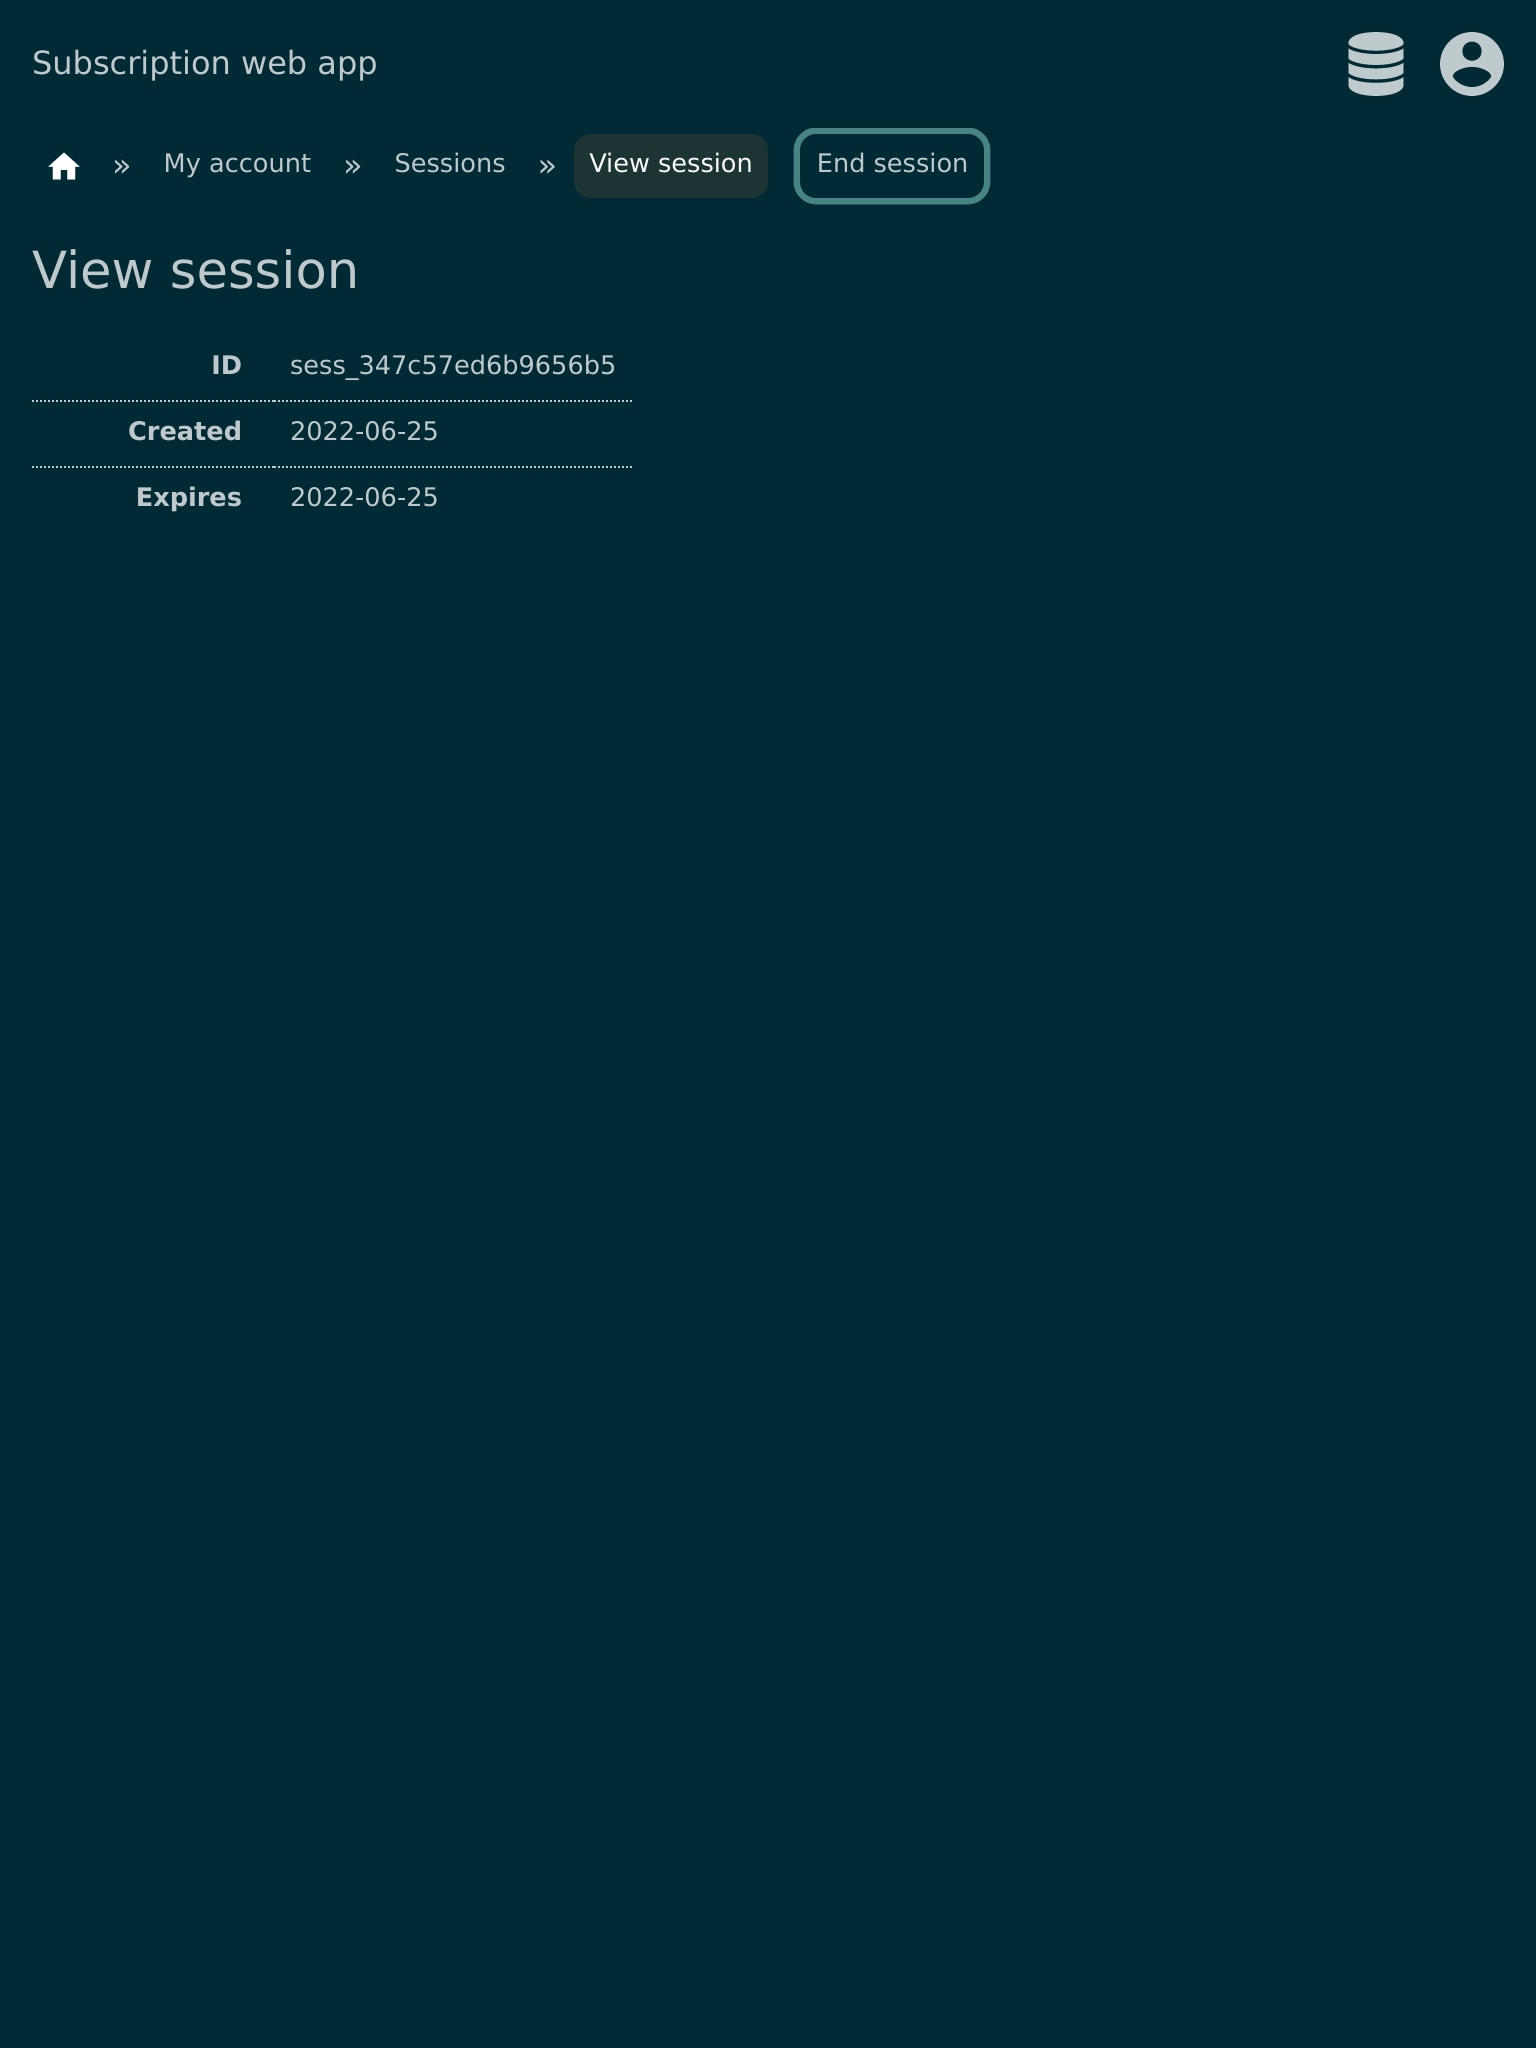 Subscription web app
» My account » Sessions » View session End session
View session
ID sess_347c57ed6b9656b5
Created 2022-06-25
Expires 2022-06-25